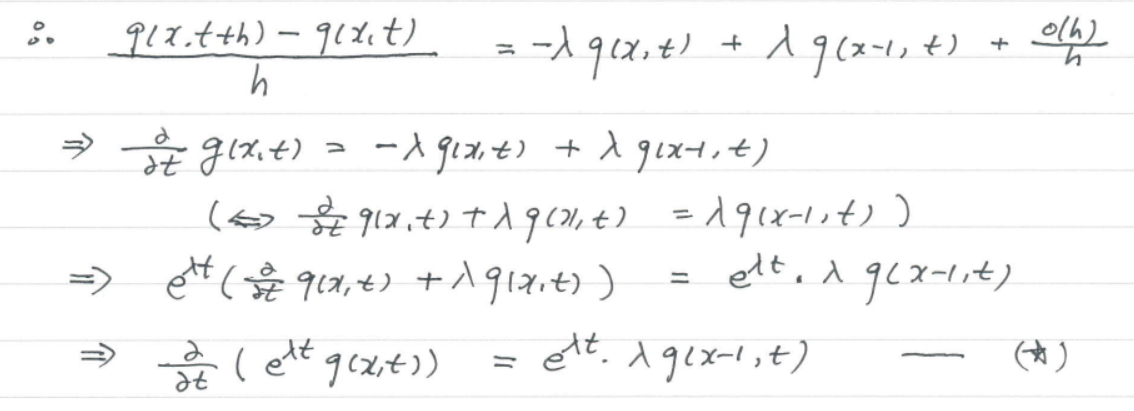 ∴ (g(x,t+h) − g(x,t))/h = −λ g(x,t) + λ g(x−1, t) + o(h)/h
⇒ ∂/∂t g(x,t) = −λ g(x,t) + λ g(x−1, t)
(⇔ ∂/∂t g(x,t) + λ g(x,t) = λ g(x−1, t))
⇒ e^{λt} (∂/∂t g(x,t) + λ g(x,t)) = e^{λt} · λ g(x−1,t)
⇒ ∂/∂t (e^{λt} g(x,t)) = e^{λt} · λ g(x−1, t) — (☆)